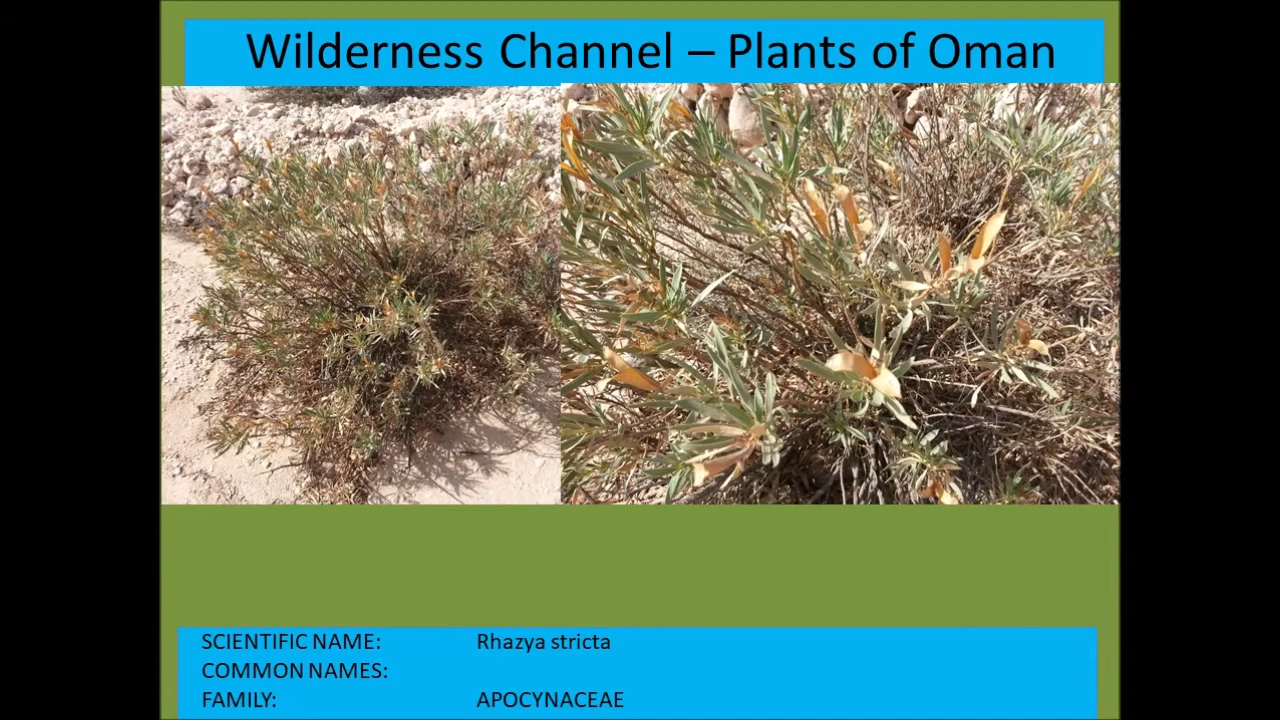 Wilderness Channel – Plants of Oman
SCIENTIFIC NAME: Rhazya stricta
COMMON NAMES:
FAMILY: APOCYNACEAE